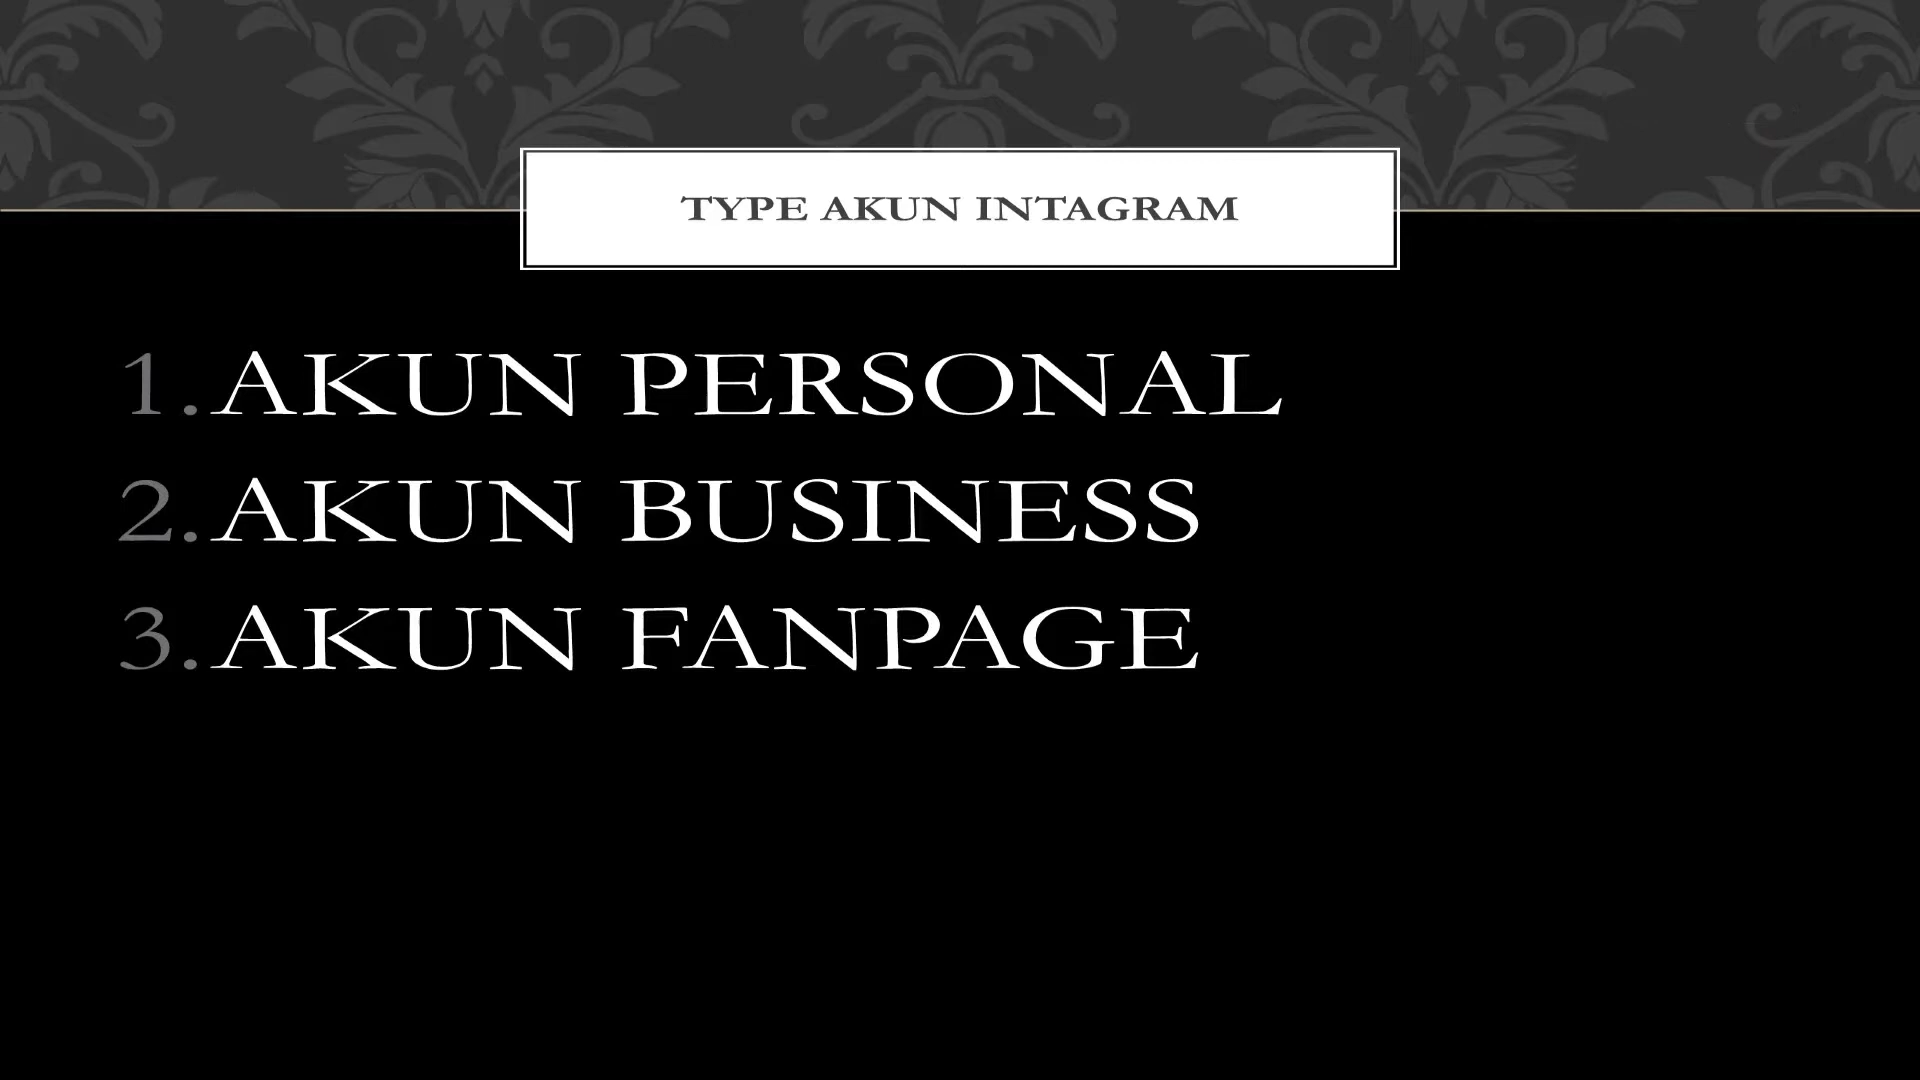 TYPE AKUN INTAGRAM
1. AKUN PERSONAL
2. AKUN BUSINESS
3. AKUN FANPAGE